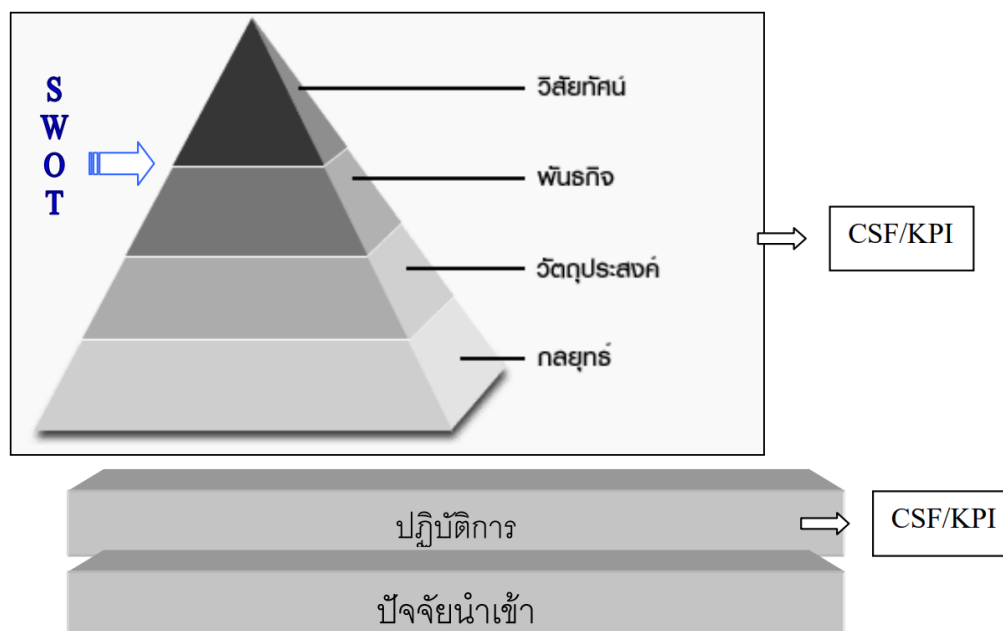 S
W
O
T
วิสัยทัศน์
พันธกิจ
วัตถุประสงค์
กลยุทธ์
CSF/KPI
ปฏิบัติการ
CSF/KPI
ปัจจัยนำเข้า